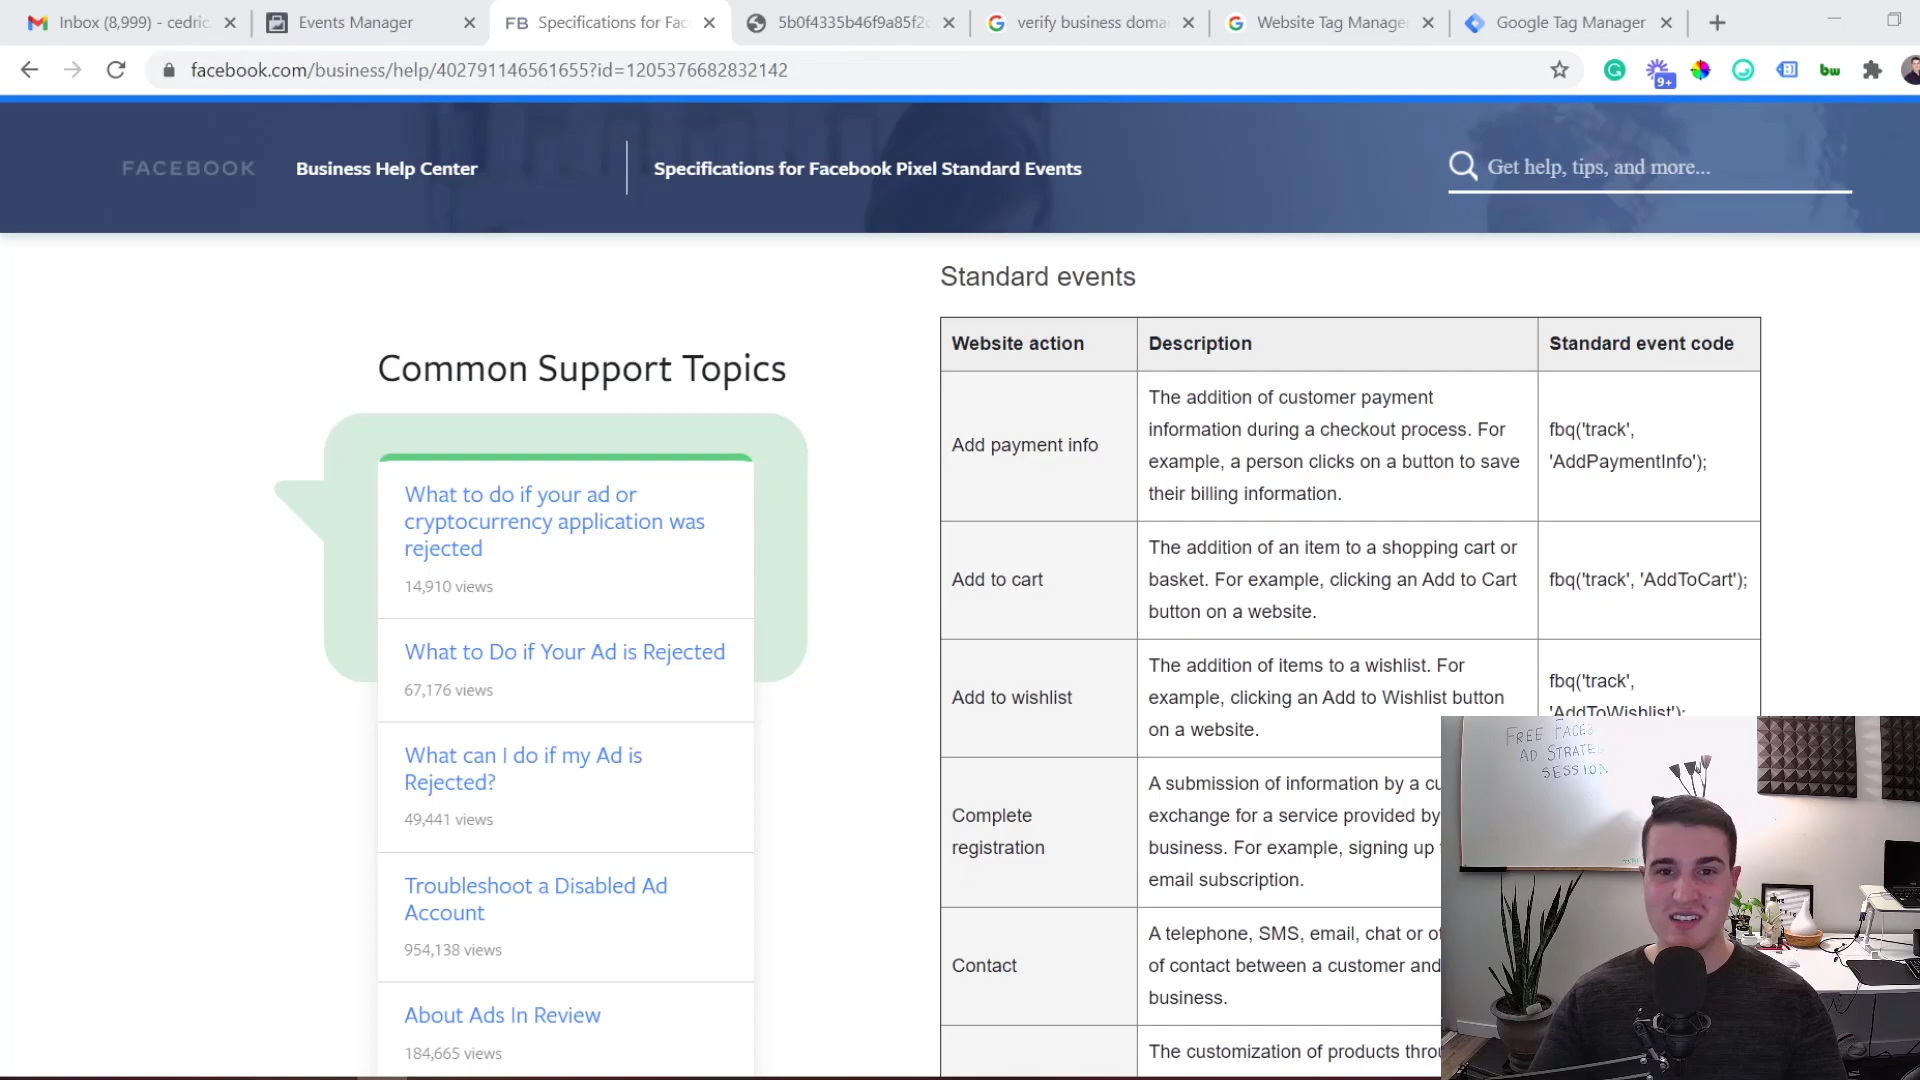 Inbox (8,999) - cedric.
Events Manager
FB Specifications for Fac
5b0f4335b46f9a85f2c
verify business domai
Website Tag Manage
Google Tag Manager
facebook.com/business/help/402791146561655?id=1205376682832142
9+
bw
FACEBOOK
Business Help Center
Specifications for Facebook Pixel Standard Events
Get help, tips, and more...
Common Support Topics
What to do if your ad or
cryptocurrency application was
rejected
14,910 views
What to Do if Your Ad is Rejected
67,176 views
What can I do if my Ad is
Rejected?
49,441 views
Troubleshoot a Disabled Ad
Account
954,138 views
About Ads In Review
184,665 views
Standard events
Website action
Description
Standard event code
Add payment info
The addition of customer payment
information during a checkout process. For
example, a person clicks on a button to save
their billing information.
fbq('track',
'AddPaymentInfo');
Add to cart
The addition of an item to a shopping cart or
basket. For example, clicking an Add to Cart
button on a website.
fbq('track', 'AddToCart');
Add to wishlist
The addition of items to a wishlist. For
example, clicking an Add to Wishlist button
on a website.
fbq('track',
'AddToWishlist');
Complete
registration
A submission of information by a cu
exchange for a service provided by
business. For example, signing up
email subscription.
Contact
A telephone, SMS, email, chat or ot
of contact between a customer and
business.
The customization of products throu
FREE FACEB
AD STRATE
SESSION